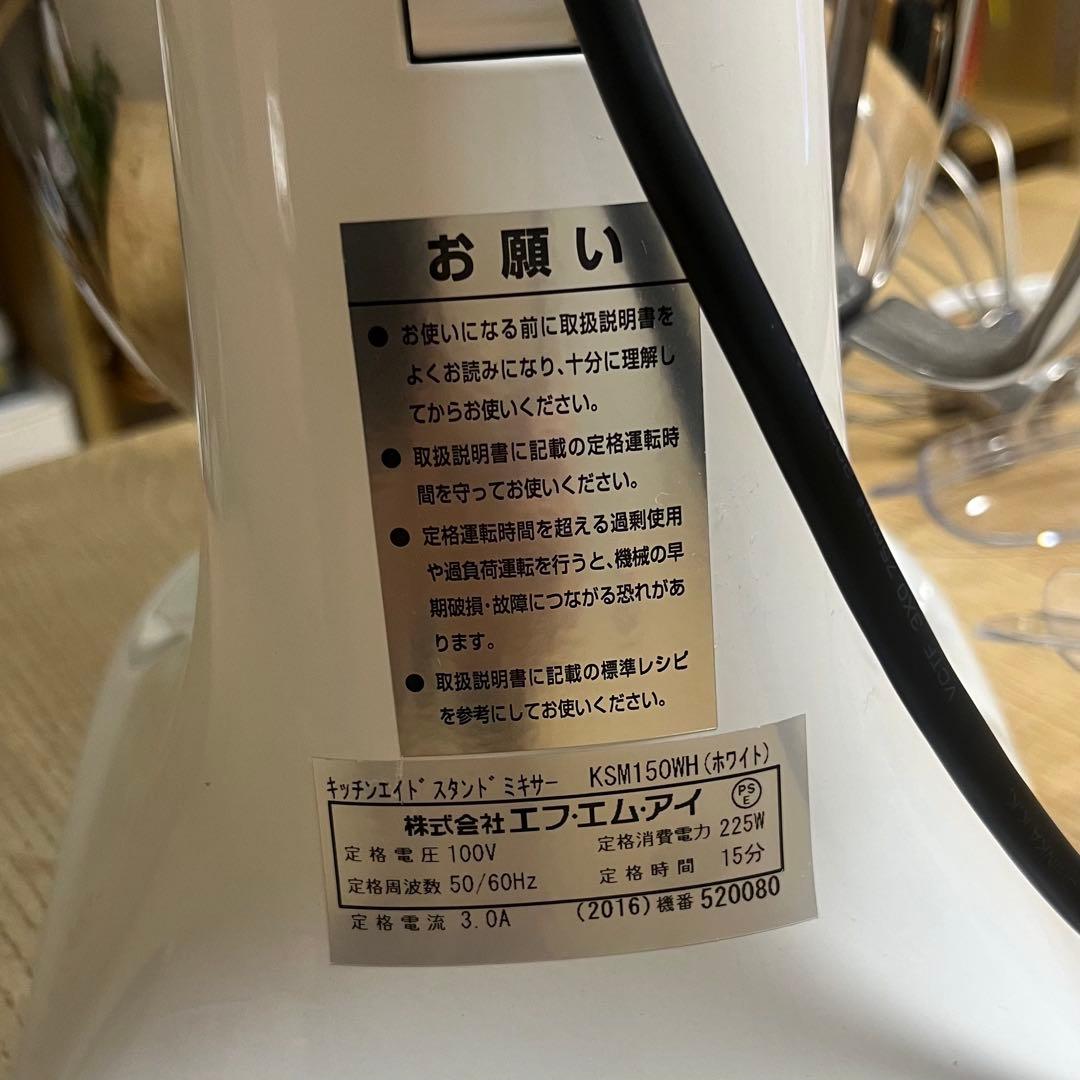 お願い
● お使いになる前に取扱説明書を
よくお読みになり、十分に理解し
てからお使いください。
● 取扱説明書に記載の定格運転時
間を守ってお使いください。
● 定格運転時間を超える過剰使用
や過負荷運転を行うと、機械の早
期破損・故障につながる恐れがあ
ります。
● 取扱説明書に記載の標準レシピ
を参考にしてお使いください。
キッチンエイド スタンド ミキサー KSM150WH(ホワイト)
株式会社エフ・エム・アイ PSE
定格電圧 100V 定格消費電力 225W
定格周波数 50/60Hz 定格時間 15分
定格電流 3.0A (2016)機番 520080
VCTF